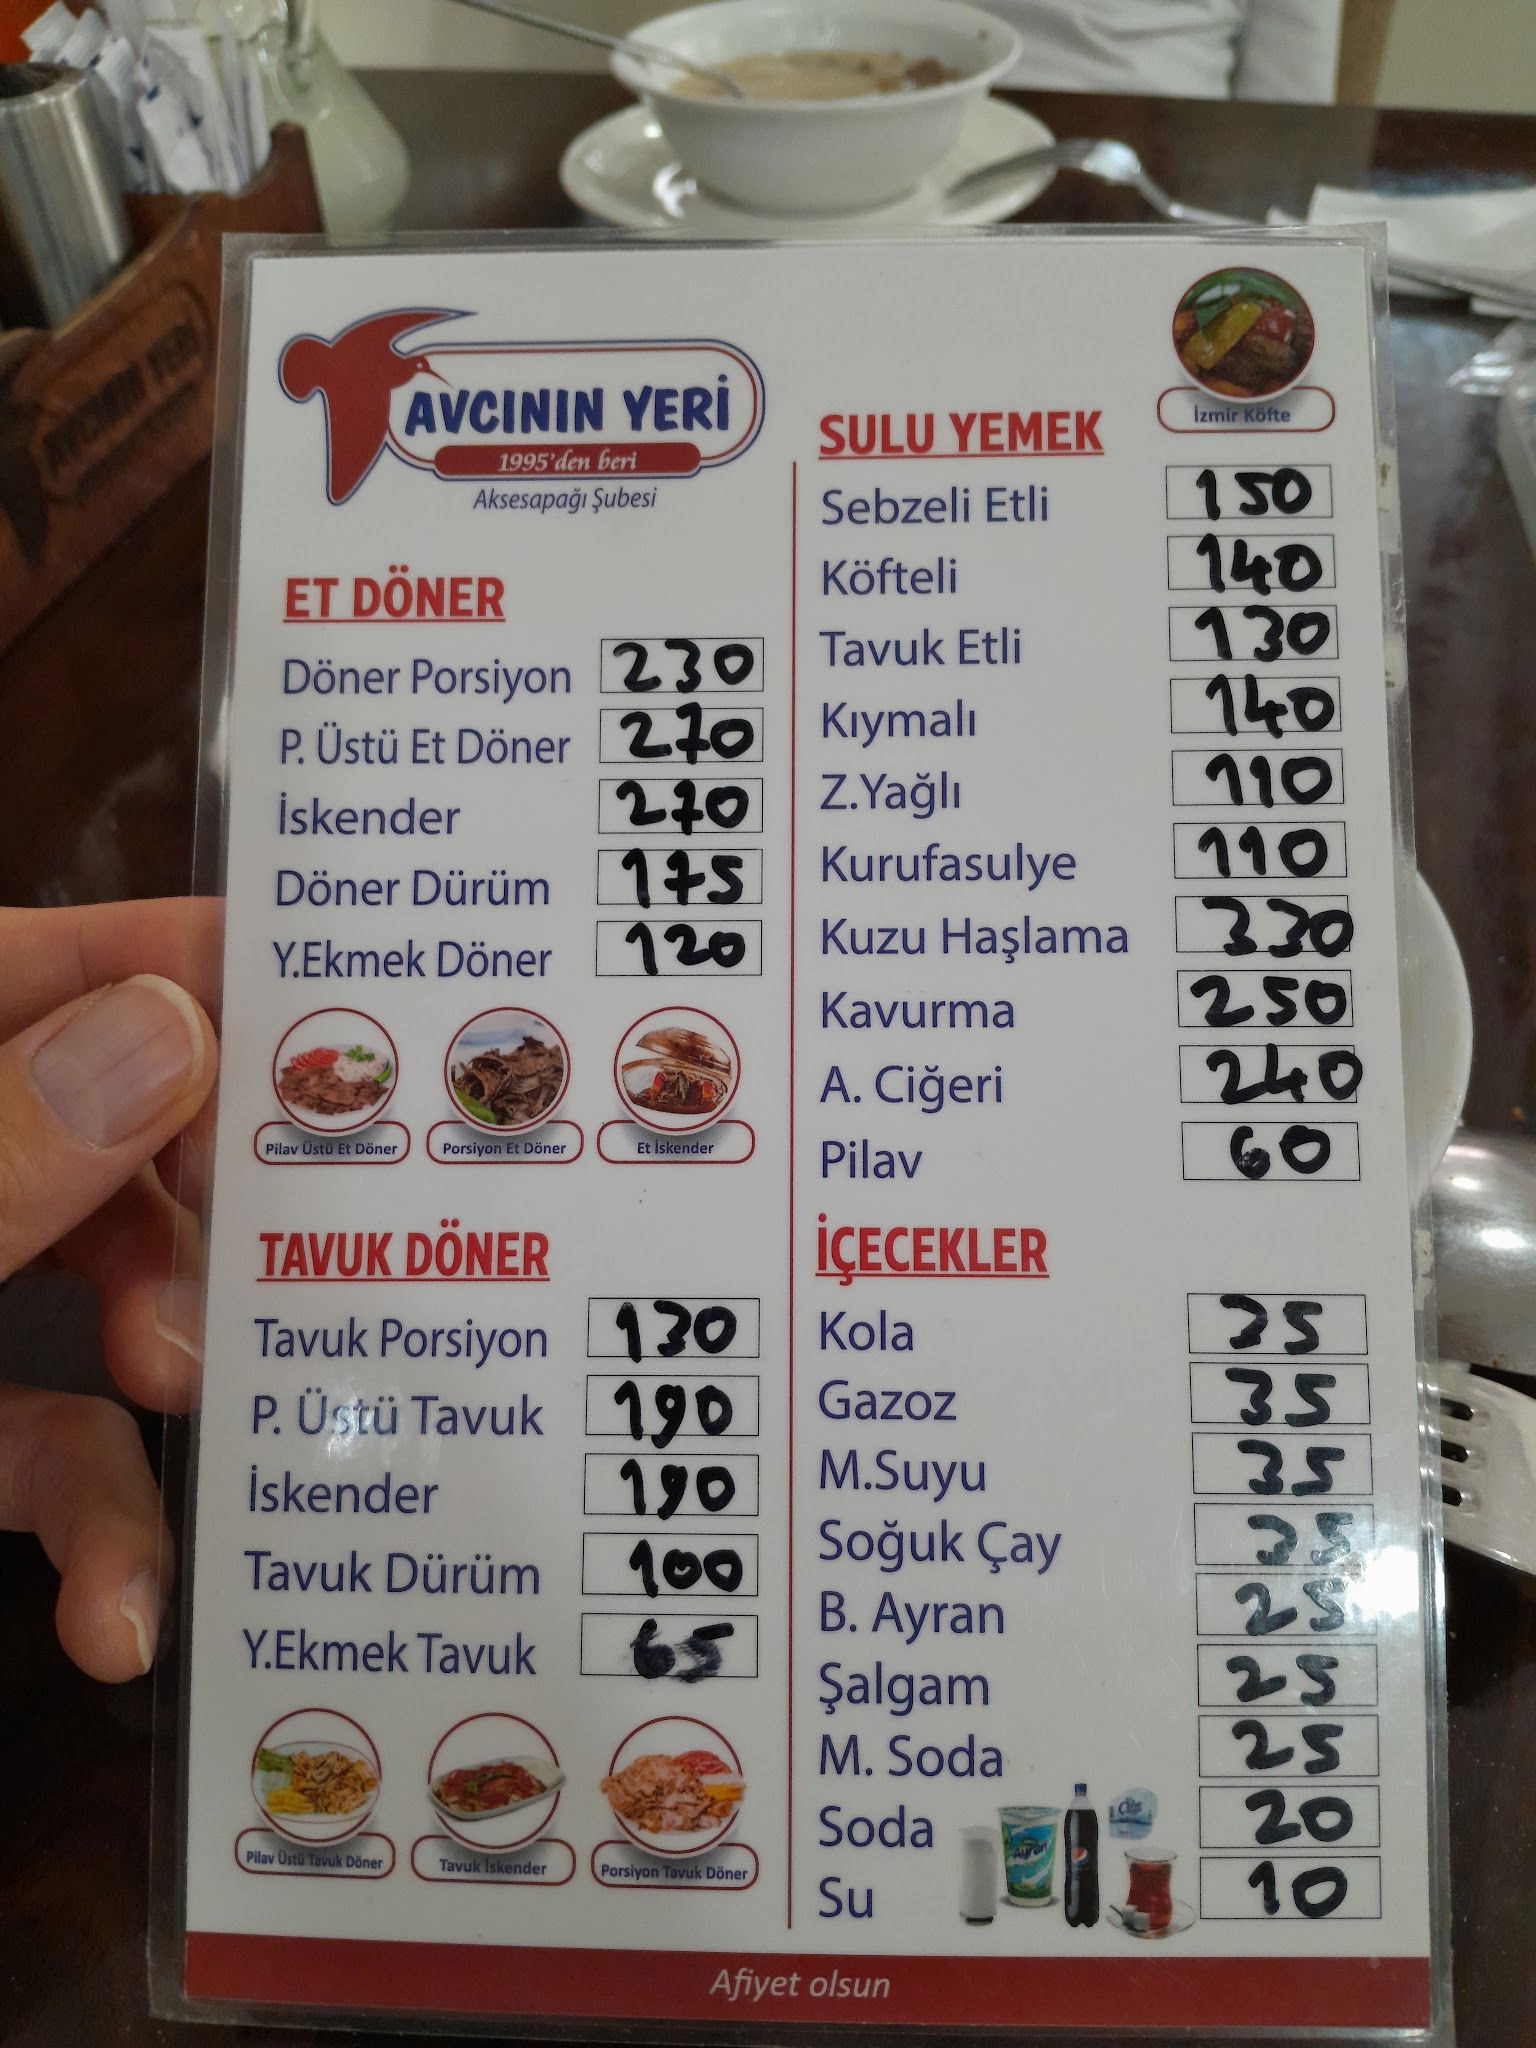 AVCININ YERİ
1995'den beri
Aksesapağı Şubesi
ET DÖNER
Döner Porsiyon 230
P. Üstü Et Döner 270
İskender 270
Döner Dürüm 175
Y.Ekmek Döner 120
Pilav Üstü Et Döner
Porsiyon Et Döner
Et İskender
TAVUK DÖNER
Tavuk Porsiyon 130
P. Üstü Tavuk 190
İskender 190
Tavuk Dürüm 100
Y.Ekmek Tavuk 65
Pilav Üstü Tavuk Döner
Tavuk İskender
Porsiyon Tavuk Döner
İzmir Köfte
SULU YEMEK
Sebzeli Etli 150
Köfteli 140
Tavuk Etli 130
Kıymalı 140
Z.Yağlı 110
Kurufasulye 110
Kuzu Haşlama 330
Kavurma 250
A. Ciğeri 240
Pilav 60
İÇECEKLER
Kola 35
Gazoz 35
M.Suyu 35
Soğuk Çay 35
B. Ayran 25
Şalgam 25
M. Soda 25
Soda 20
Su 10
Ayran
Afiyet olsun
AVCININ YERİ